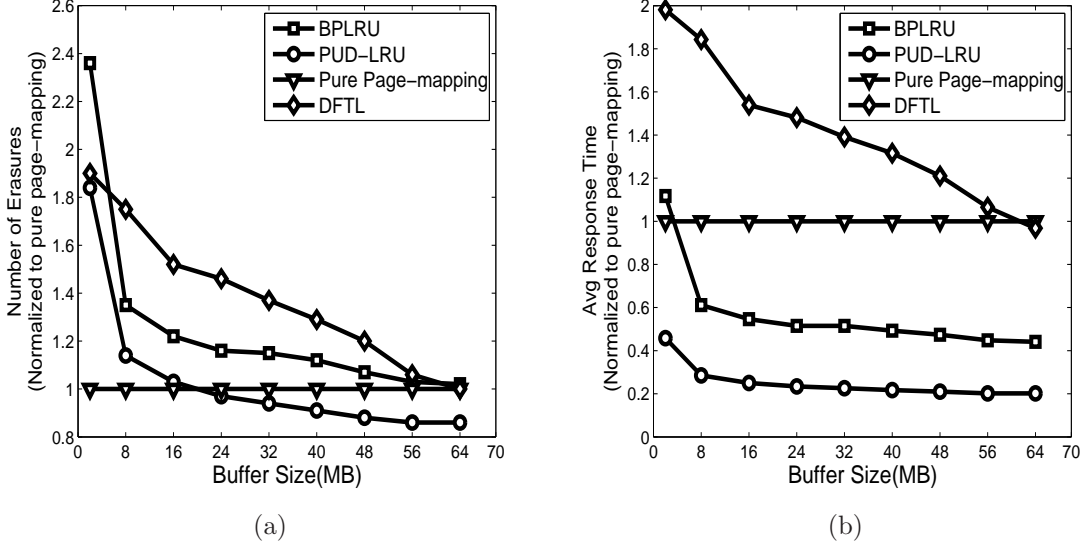 2.6
2.4
2.2
2
1.8
1.6
1.4
1.2
1
0.8
Number of Erasures
(Normalized to pure page−mapping)
BPLRU
PUD−LRU
Pure Page−mapping
DFTL
0 8 16 24 32 40 48 56 64 70
Buffer Size(MB)
(a)
2
1.8
1.6
1.4
1.2
1
0.8
0.6
0.4
0.2
0
Avg Response Time
(Normalized to pure page−mapping)
BPLRU
PUD−LRU
Pure Page−mapping
DFTL
0 8 16 24 32 40 48 56 64 70
Buffer Size(MB)
(b)